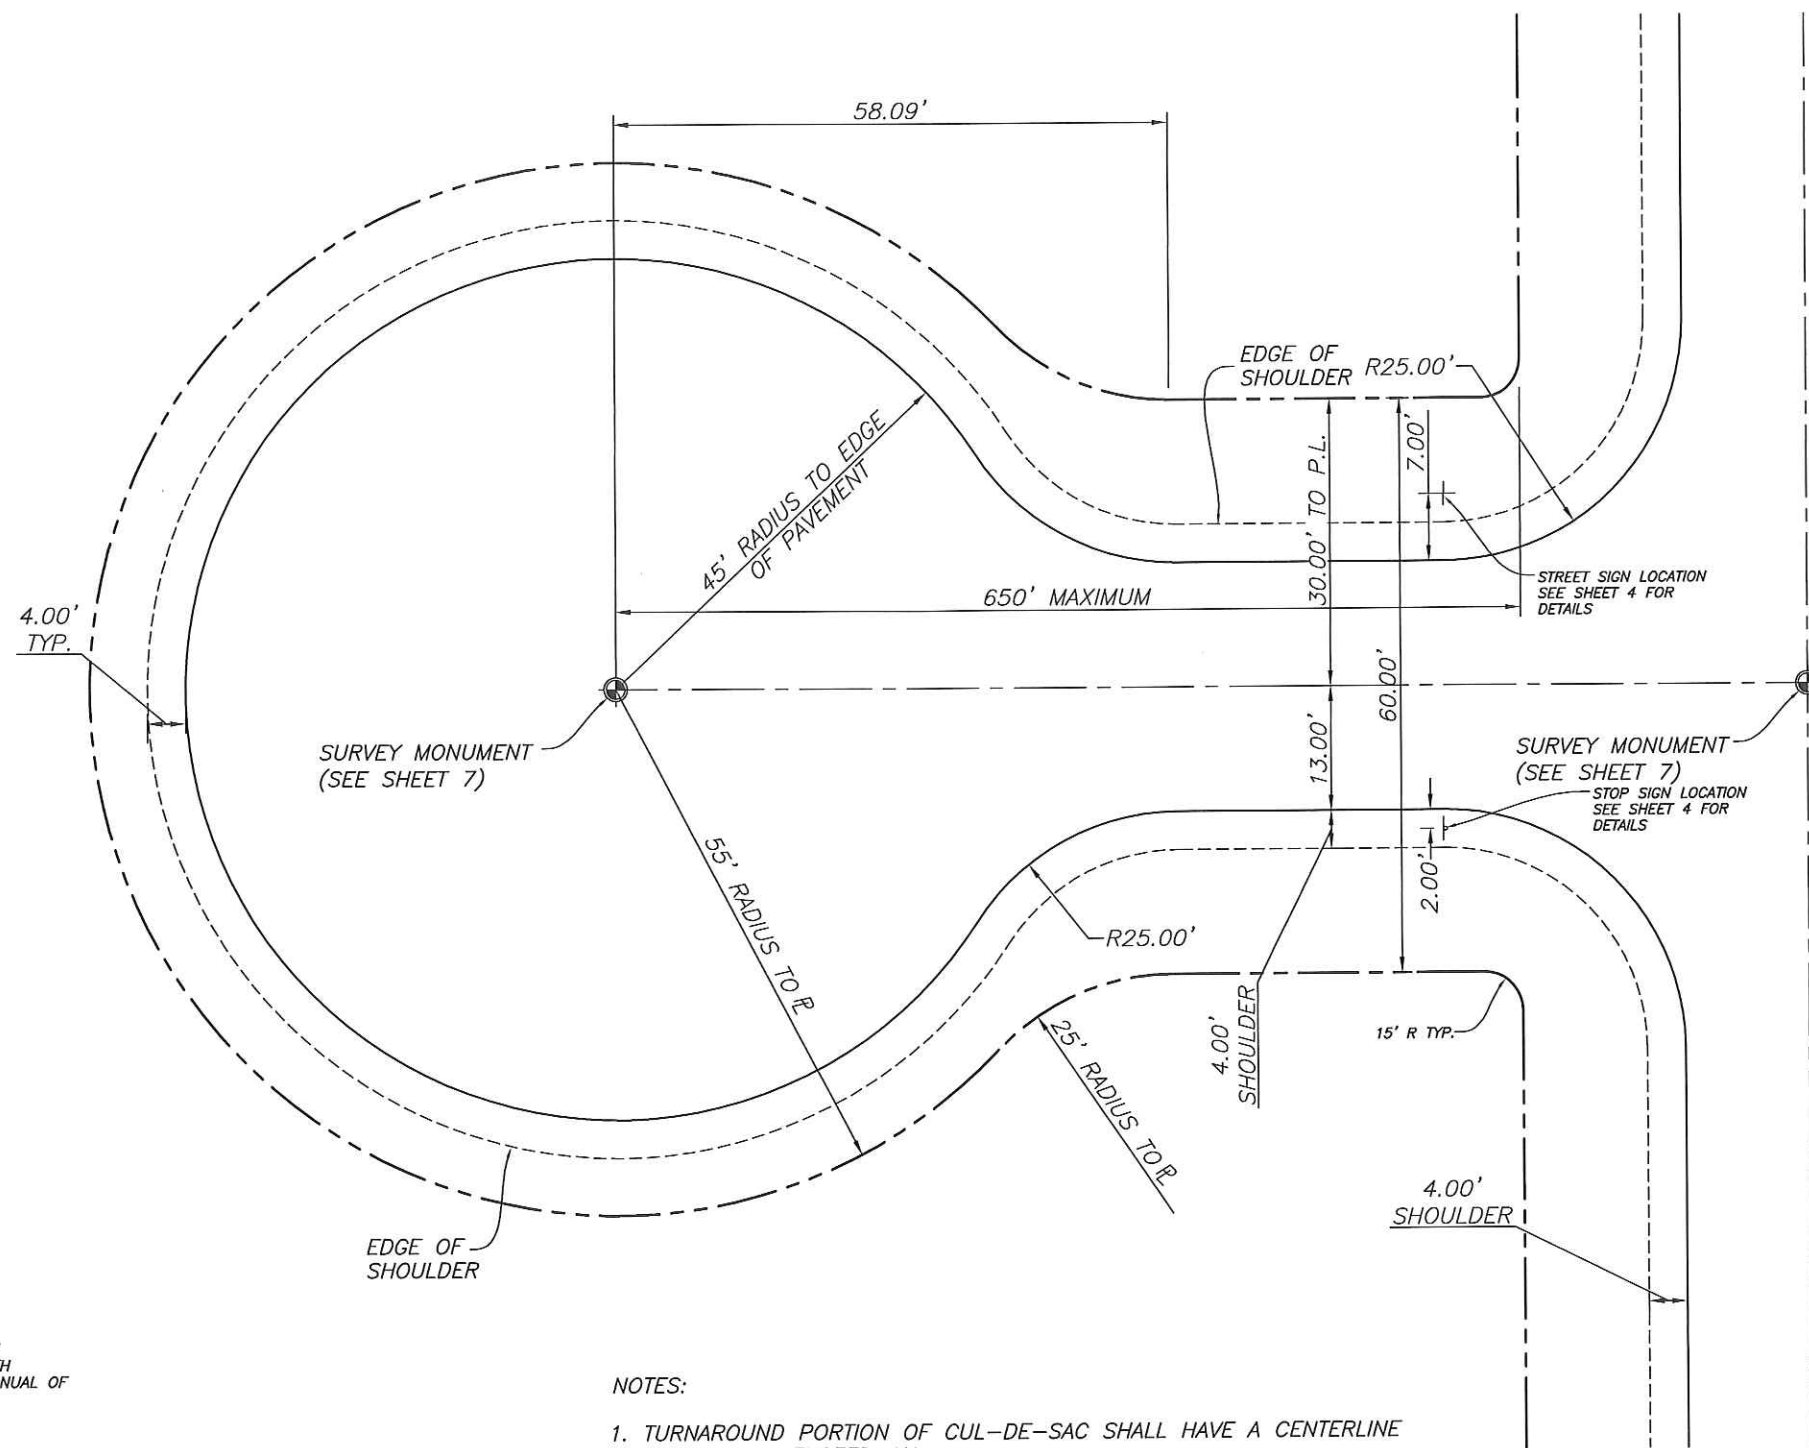 58.09'
EDGE OF
SHOULDER
R25.00'
7.00'
30.00' TO P.L.
45' RADIUS TO EDGE
OF PAVEMENT
STREET SIGN LOCATION
SEE SHEET 4 FOR
DETAILS
650' MAXIMUM
4.00'
TYP.
60.00'
13.00'
SURVEY MONUMENT
(SEE SHEET 7)
SURVEY MONUMENT
(SEE SHEET 7)
STOP SIGN LOCATION
SEE SHEET 4 FOR
DETAILS
2.00'
55' RADIUS TO PL
R25.00'
4.00'
SHOULDER
15' R TYP.
25' RADIUS TO PL
4.00'
SHOULDER
EDGE OF
SHOULDER
NUAL OF
NOTES:
1. TURNAROUND PORTION OF CUL-DE-SAC SHALL HAVE A CENTERLINE